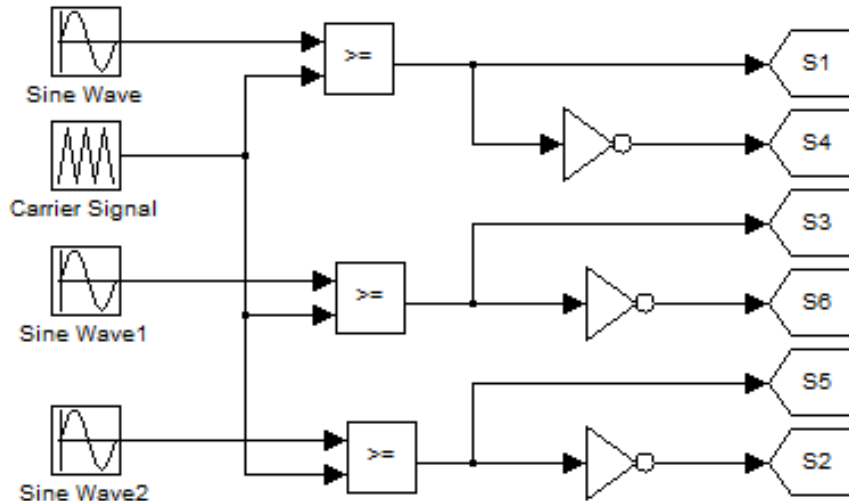 >=
S1
Sine Wave
S4
Carrier Signal
S3
>=
S6
Sine Wave1
S5
>=
S2
Sine Wave2